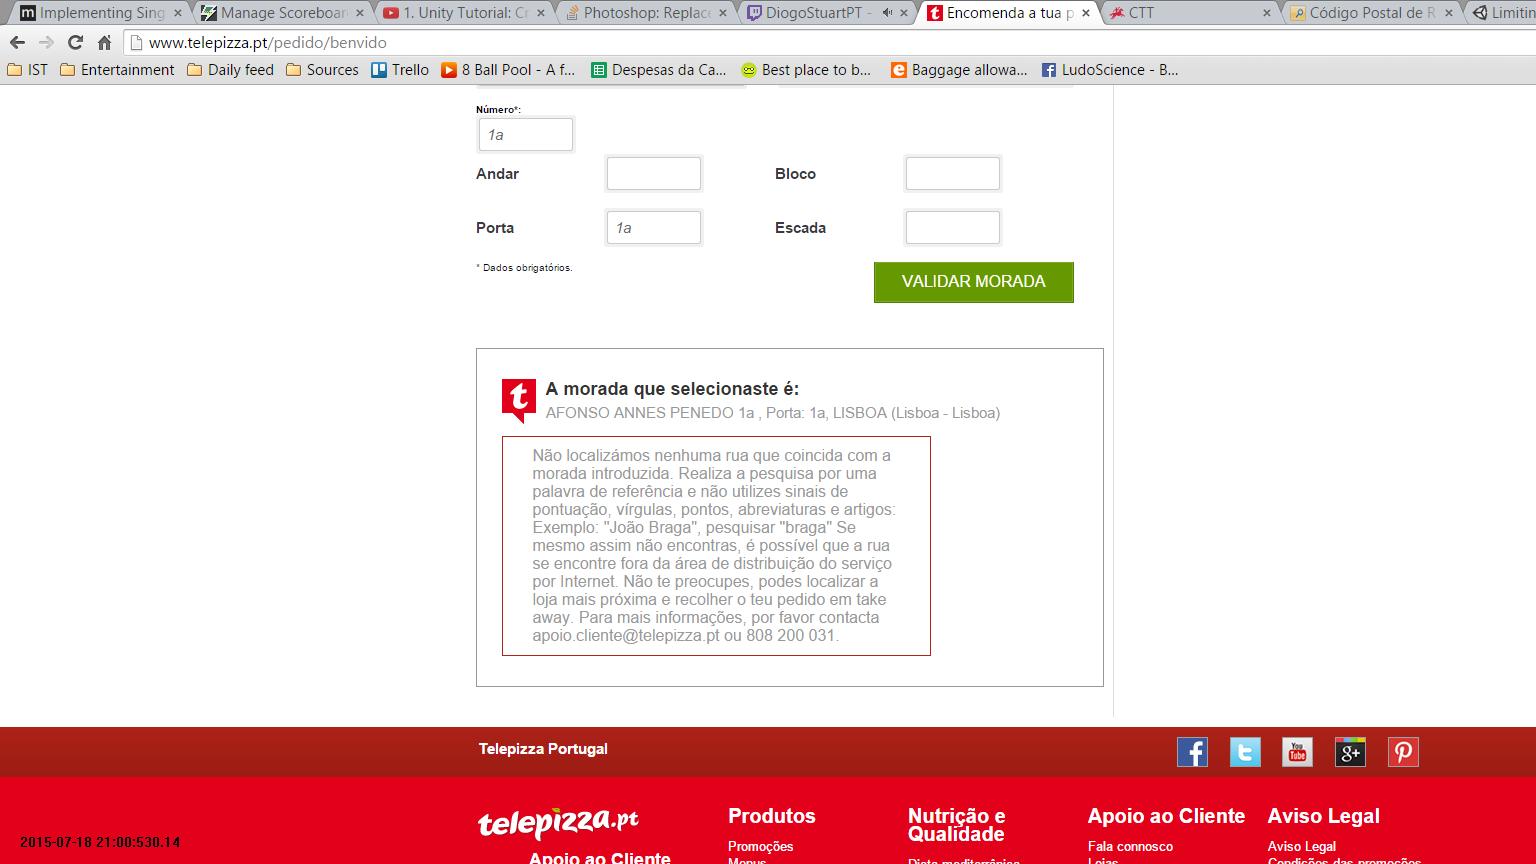 Implementing Sing
Manage Scoreboar
1. Unity Tutorial: Cr
Photoshop: Replace
DiogoStuartPT -
Encomenda a tua p
CTT
Código Postal de R
Limitin
www.telepizza.pt/pedido/benvido
IST
Entertainment
Daily feed
Sources
Trello
8 Ball Pool - A f...
Despesas da Ca...
Best place to b...
Baggage allowa...
LudoScience - B...
Número*:
1a
Andar
Bloco
Porta
1a
Escada
* Dados obrigatórios.
VALIDAR MORADA
A morada que selecionaste é:
AFONSO ANNES PENEDO 1a , Porta: 1a, LISBOA (Lisboa - Lisboa)
Não localizámos nenhuma rua que coincida com a
morada introduzida. Realiza a pesquisa por uma
palavra de referência e não utilizes sinais de
pontuação, vírgulas, pontos, abreviaturas e artigos:
Exemplo: "João Braga", pesquisar "braga" Se
mesmo assim não encontras, é possível que a rua
se encontre fora da área de distribuição do serviço
por Internet. Não te preocupes, podes localizar a
loja mais próxima e recolher o teu pedido em take
away. Para mais informações, por favor contacta
apoio.cliente@telepizza.pt ou 808 200 031.
Telepizza Portugal
telepizza.pt
Apoio ao Cliente
Produtos
Promoções
Menus
Nutrição e
Qualidade
Dieta mediterrânica
Apoio ao Cliente
Fala connosco
Lojas
Aviso Legal
Aviso Legal
Condições das promoções
2015-07-18 21:00:530.14